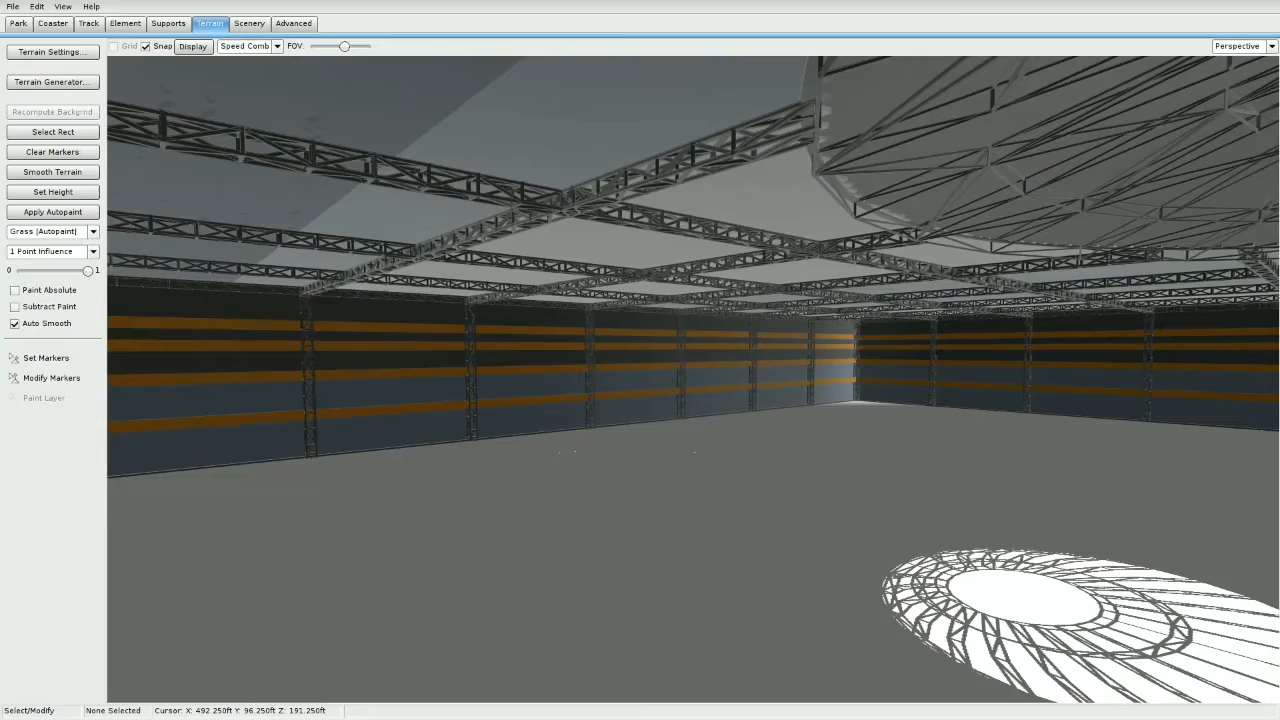 File Edit View Help
Park Coaster Track Element Supports Terrain Scenery Advanced
Terrain Settings... Grid Snap Display Speed Comb FOV: Perspective
Terrain Generator...
Recompute Backgrnd
Select Rect
Clear Markers
Smooth Terrain
Set Height
Apply Autopaint
Grass (Autopaint)
1 Point Influence
0 1
Paint Absolute
Subtract Paint
Auto Smooth
Set Markers
Modify Markers
Paint Layer
Select/Modify None Selected Cursor: X: 492.250ft Y: 96.250ft Z: 191.250ft